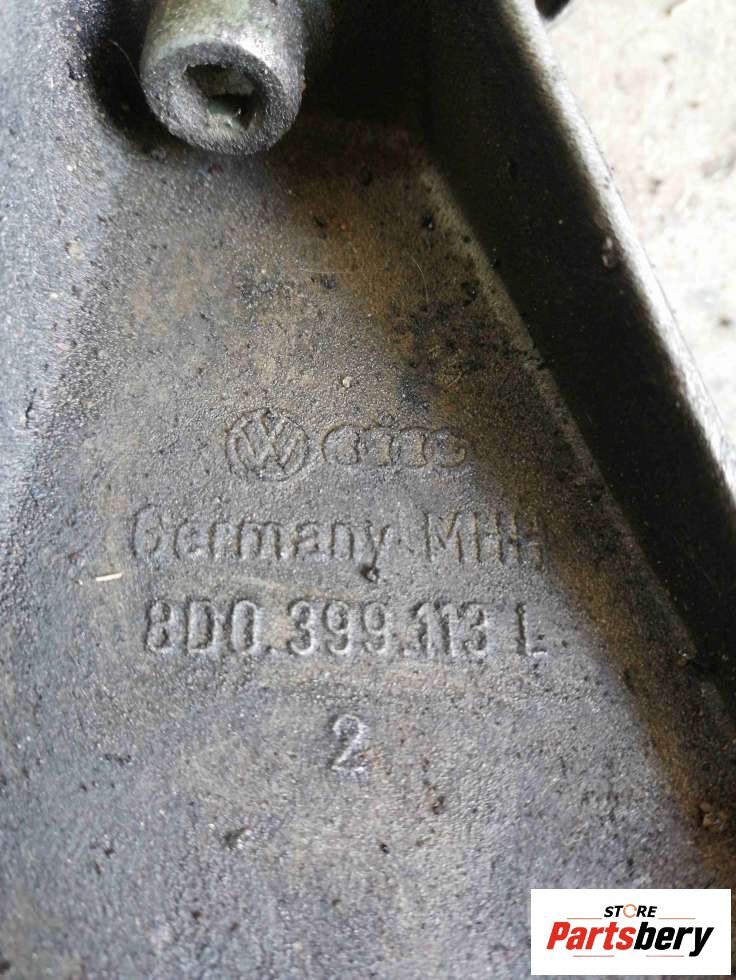 Germany MHH
8D0.399.113 L
2
STORE
Partsbery